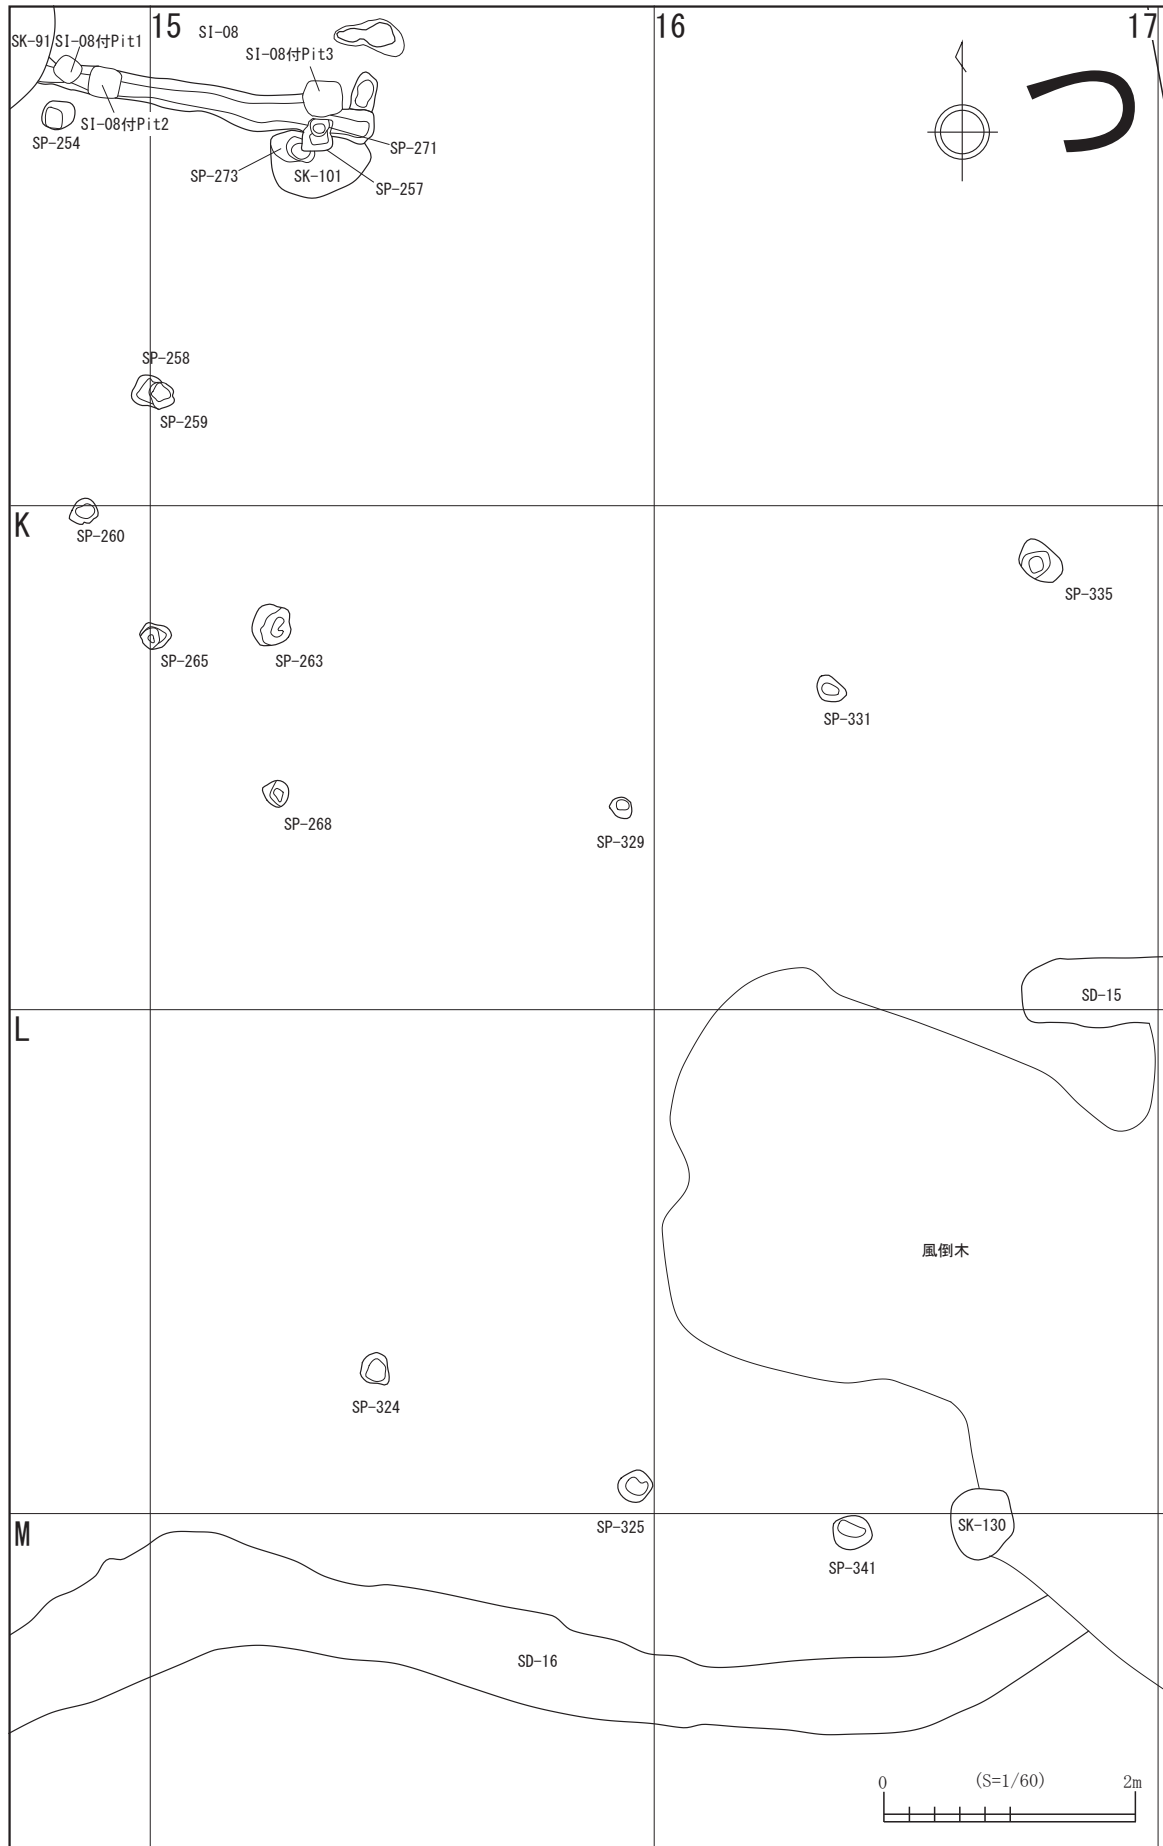 15
16
17
つ
SK-91
SI-08付Pit1
SI-08
SI-08付Pit3
SI-08付Pit2
SP-254
SP-271
SP-273
SK-101
SP-257
SP-258
SP-259
K
SP-260
SP-335
SP-265
SP-263
SP-331
SP-268
SP-329
SD-15
L
風倒木
SP-324
M
SP-325
SK-130
SP-341
SD-16
0 (S=1/60) 2m